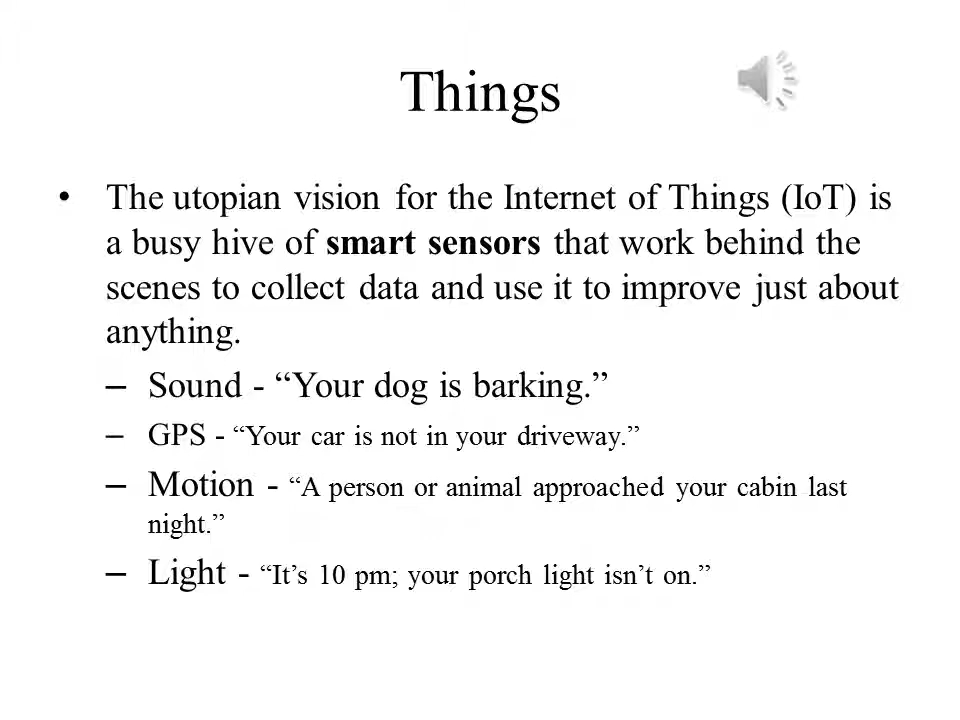 Things
• The utopian vision for the Internet of Things (IoT) is
a busy hive of smart sensors that work behind the
scenes to collect data and use it to improve just about
anything.
– Sound - “Your dog is barking.”
– GPS - “Your car is not in your driveway.”
– Motion - “A person or animal approached your cabin last
night.”
– Light - “It’s 10 pm; your porch light isn’t on.”